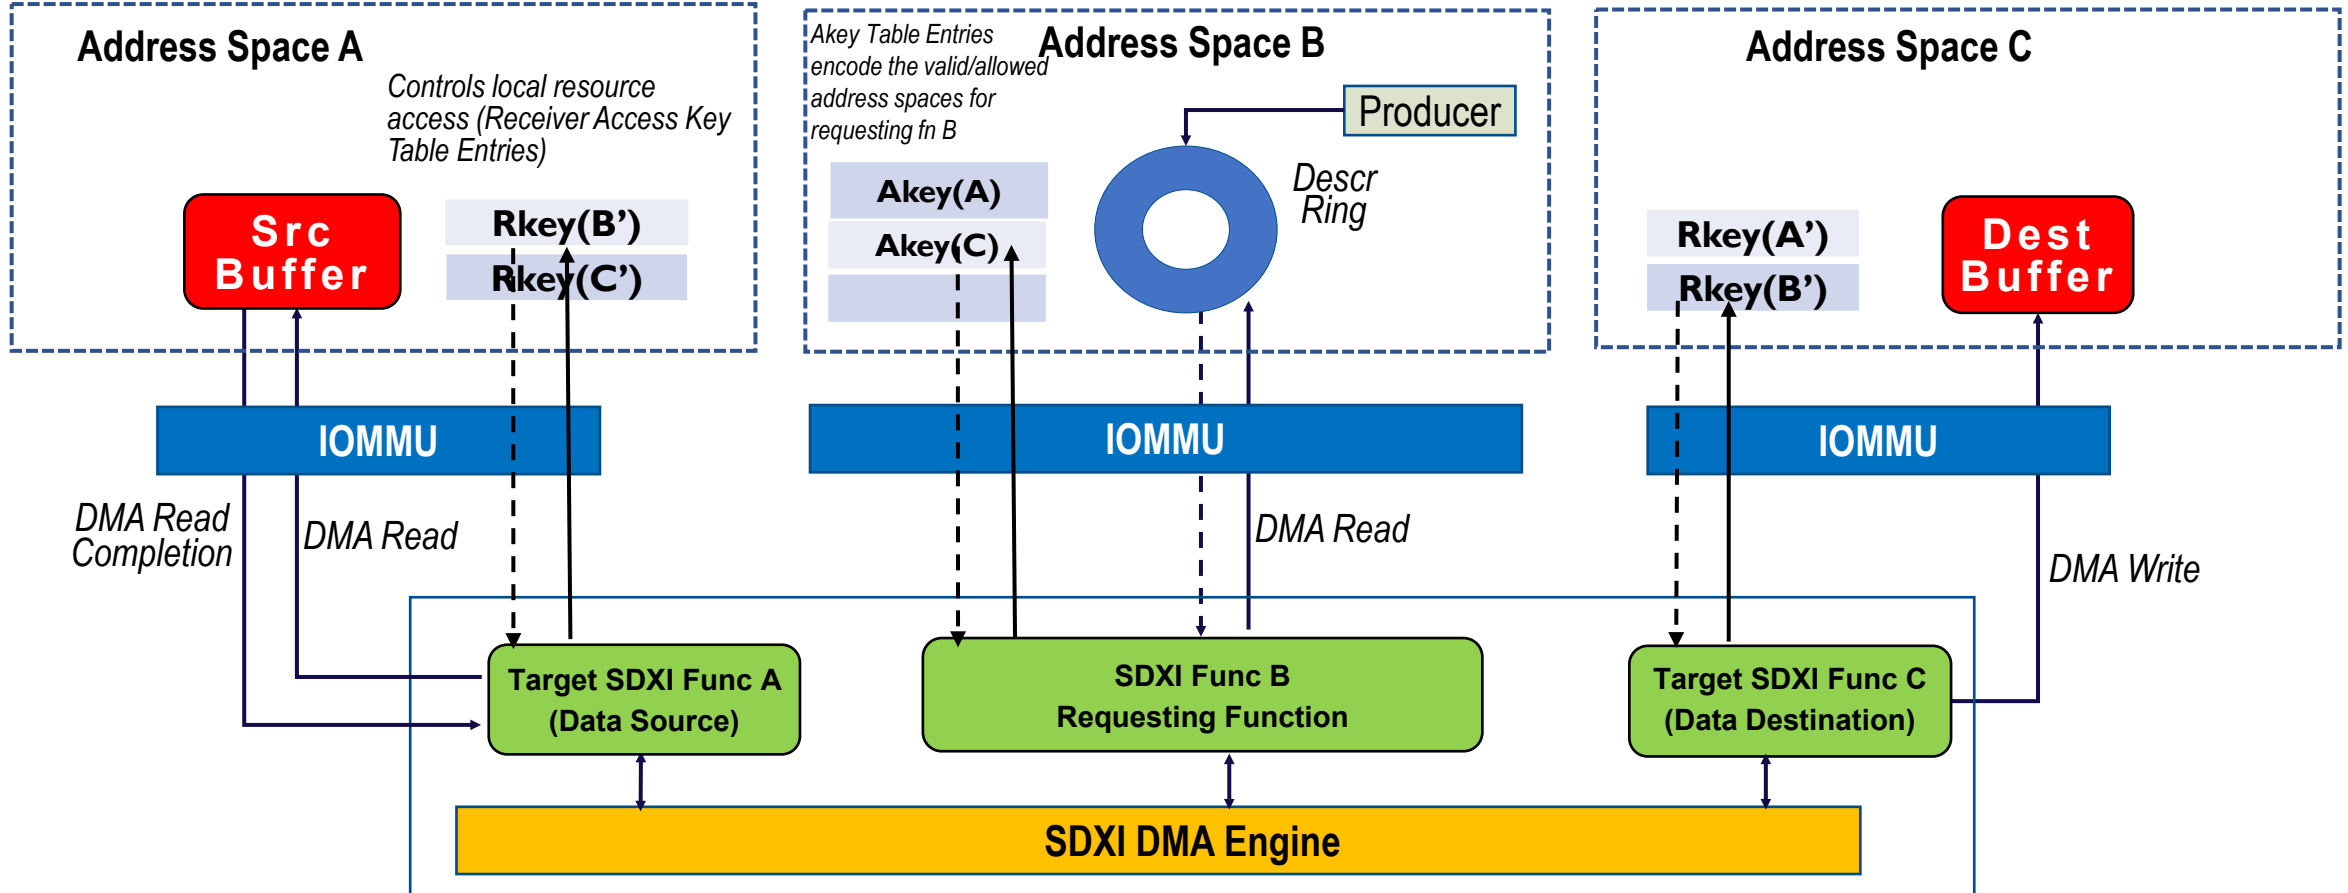 Address Space A
Controls local resource
access (Receiver Access Key
Table Entries)
Src
Buffer
Rkey(B’)
Rkey(C’)
IOMMU
DMA Read
Completion
DMA Read
Target SDXI Func A
(Data Source)
Akey Table Entries
encode the valid/allowed
address spaces for
requesting fn B
Address Space B
Producer
Akey(A)
Akey(C)
Descr
Ring
IOMMU
DMA Read
SDXI Func B
Requesting Function
Address Space C
Rkey(A’)
Rkey(B’)
Dest
Buffer
IOMMU
DMA Write
Target SDXI Func C
(Data Destination)
SDXI DMA Engine